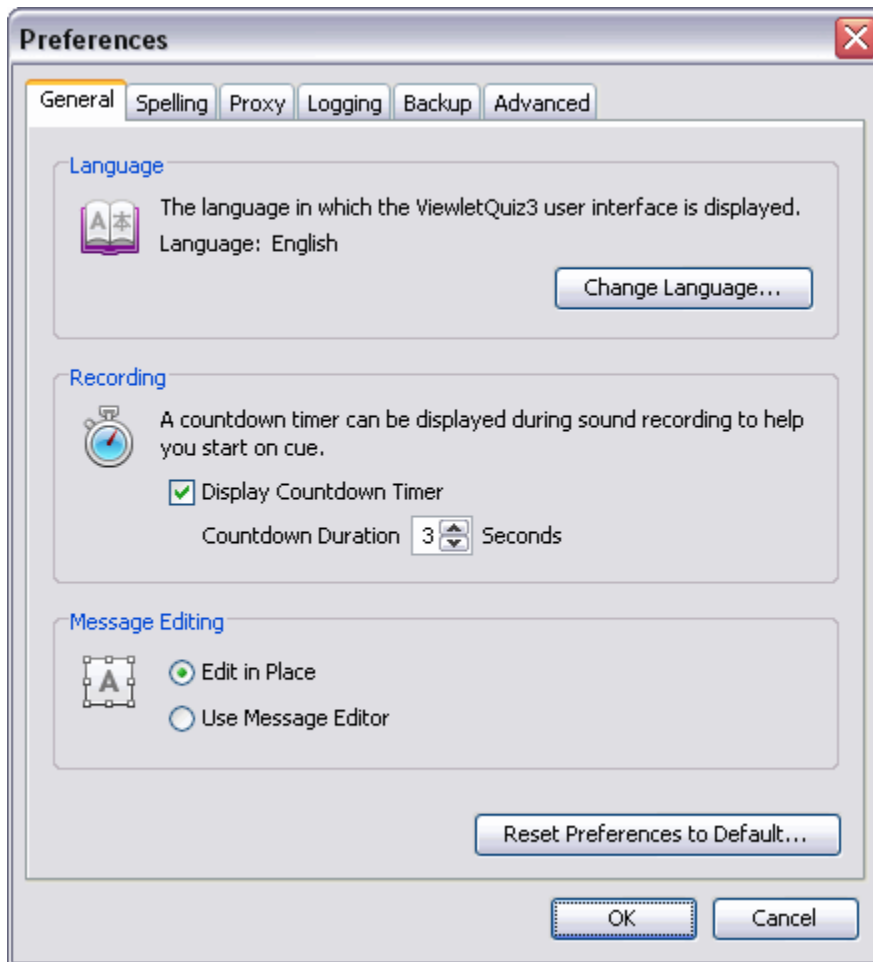 Preferences
General Spelling Proxy Logging Backup Advanced
Language
The language in which the ViewletQuiz3 user interface is displayed.
Language: English
Change Language...
Recording
A countdown timer can be displayed during sound recording to help
you start on cue.
Display Countdown Timer
Countdown Duration 3 Seconds
Message Editing
A
Edit in Place
Use Message Editor
Reset Preferences to Default...
OK Cancel